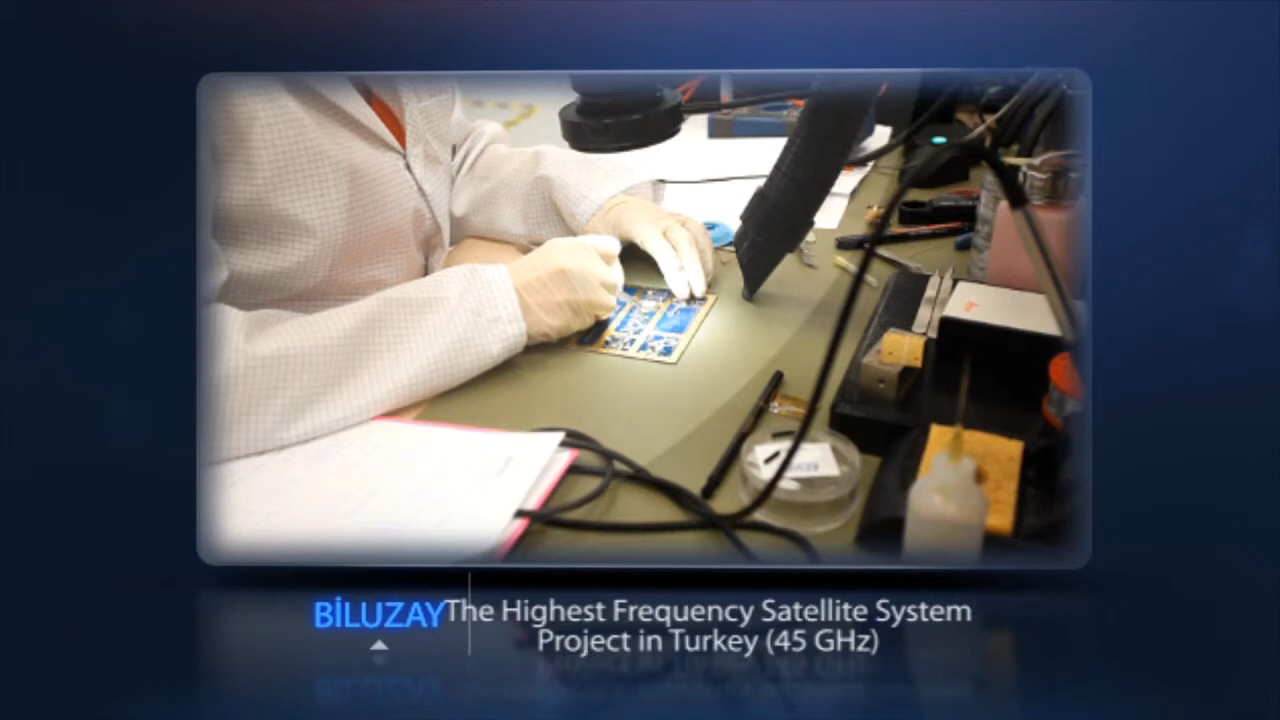 BİLUZAY
The Highest Frequency Satellite System
Project in Turkey (45 GHz)